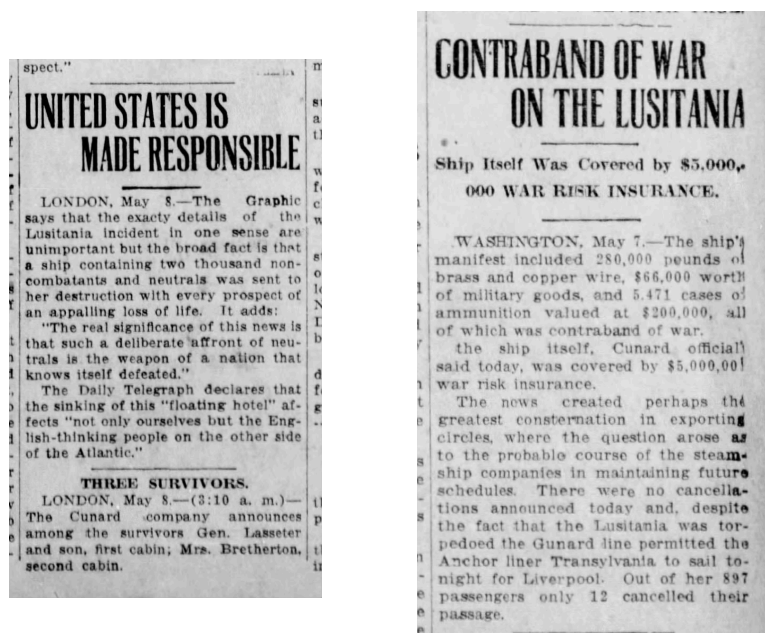 spect."
UNITED STATES IS
MADE RESPONSIBLE
LONDON, May 8.—The Graphic
says that the exacty details of the
Lusitania incident in one sense are
unimportant but the broad fact is that
a ship containing two thousand non-
combatants and neutrals was sent to
her destruction with every prospect of
an appalling loss of life. It adds:
"The real significance of this news is
that such a deliberate affront of neu-
trals is the weapon of a nation that
knows itself defeated."
The Daily Telegraph declares that
the sinking of this "floating hotel" af-
fects "not only ourselves but the Eng-
lish-thinking people on the other side
of the Atlantic."
THREE SURVIVORS.
LONDON, May 8.—(3:10 a. m.)—
The Cunard company announces
among the survivors Gen. Lasseter
and son, first cabin; Mrs. Bretherton,
second cabin.
CONTRABAND OF WAR
ON THE LUSITANIA
Ship Itself Was Covered by $5,000,-
000 WAR RISK INSURANCE.
WASHINGTON, May 7.—The ship's
manifest included 280,000 pounds of
brass and copper wire, $66,000 worth
of military goods, and 5.471 cases of
ammunition valued at $200,000, all
of which was contraband of war.
the ship itself, Cunard official
said today, was covered by $5,000,00
war risk insurance.
The news created perhaps the
greatest consternation in exporting
circles, where the question arose as
to the probable course of the steam-
ship companies in maintaining future
schedules. There were no cancella-
tions announced today and, despite
the fact that the Lusitania was tor-
pedoed the Gunard line permitted the
Anchor liner Transylvania to sail to-
night for Liverpool. Out of her 897
passengers only 12 cancelled their
passage.